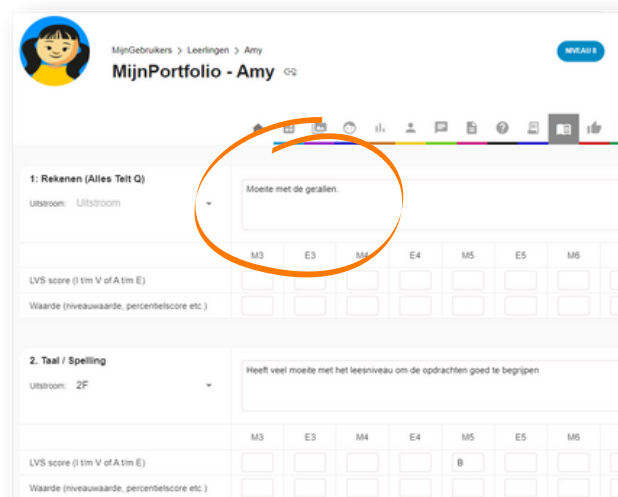 MijnGebruikers > Leerlingen > Amy
NIVEAU 8
MijnPortfolio - Amy
1: Rekenen (Alles Telt Q)
Uitstroom: Uitstroom
Moeite met de getallen.
M3 E3 M4 E4 M5 E5 M6
LVS score (I t/m V of A t/m E)
Waarde (niveauwaarde, percentielscore etc.)
2. Taal / Spelling
Uitstroom: 2F
Heeft veel moeite met het leesniveau om de opdrachten goed te begrijpen
M3 E3 M4 E4 M5 E5 M6
LVS score (I t/m V of A t/m E) B
Waarde (niveauwaarde, percentielscore etc.)